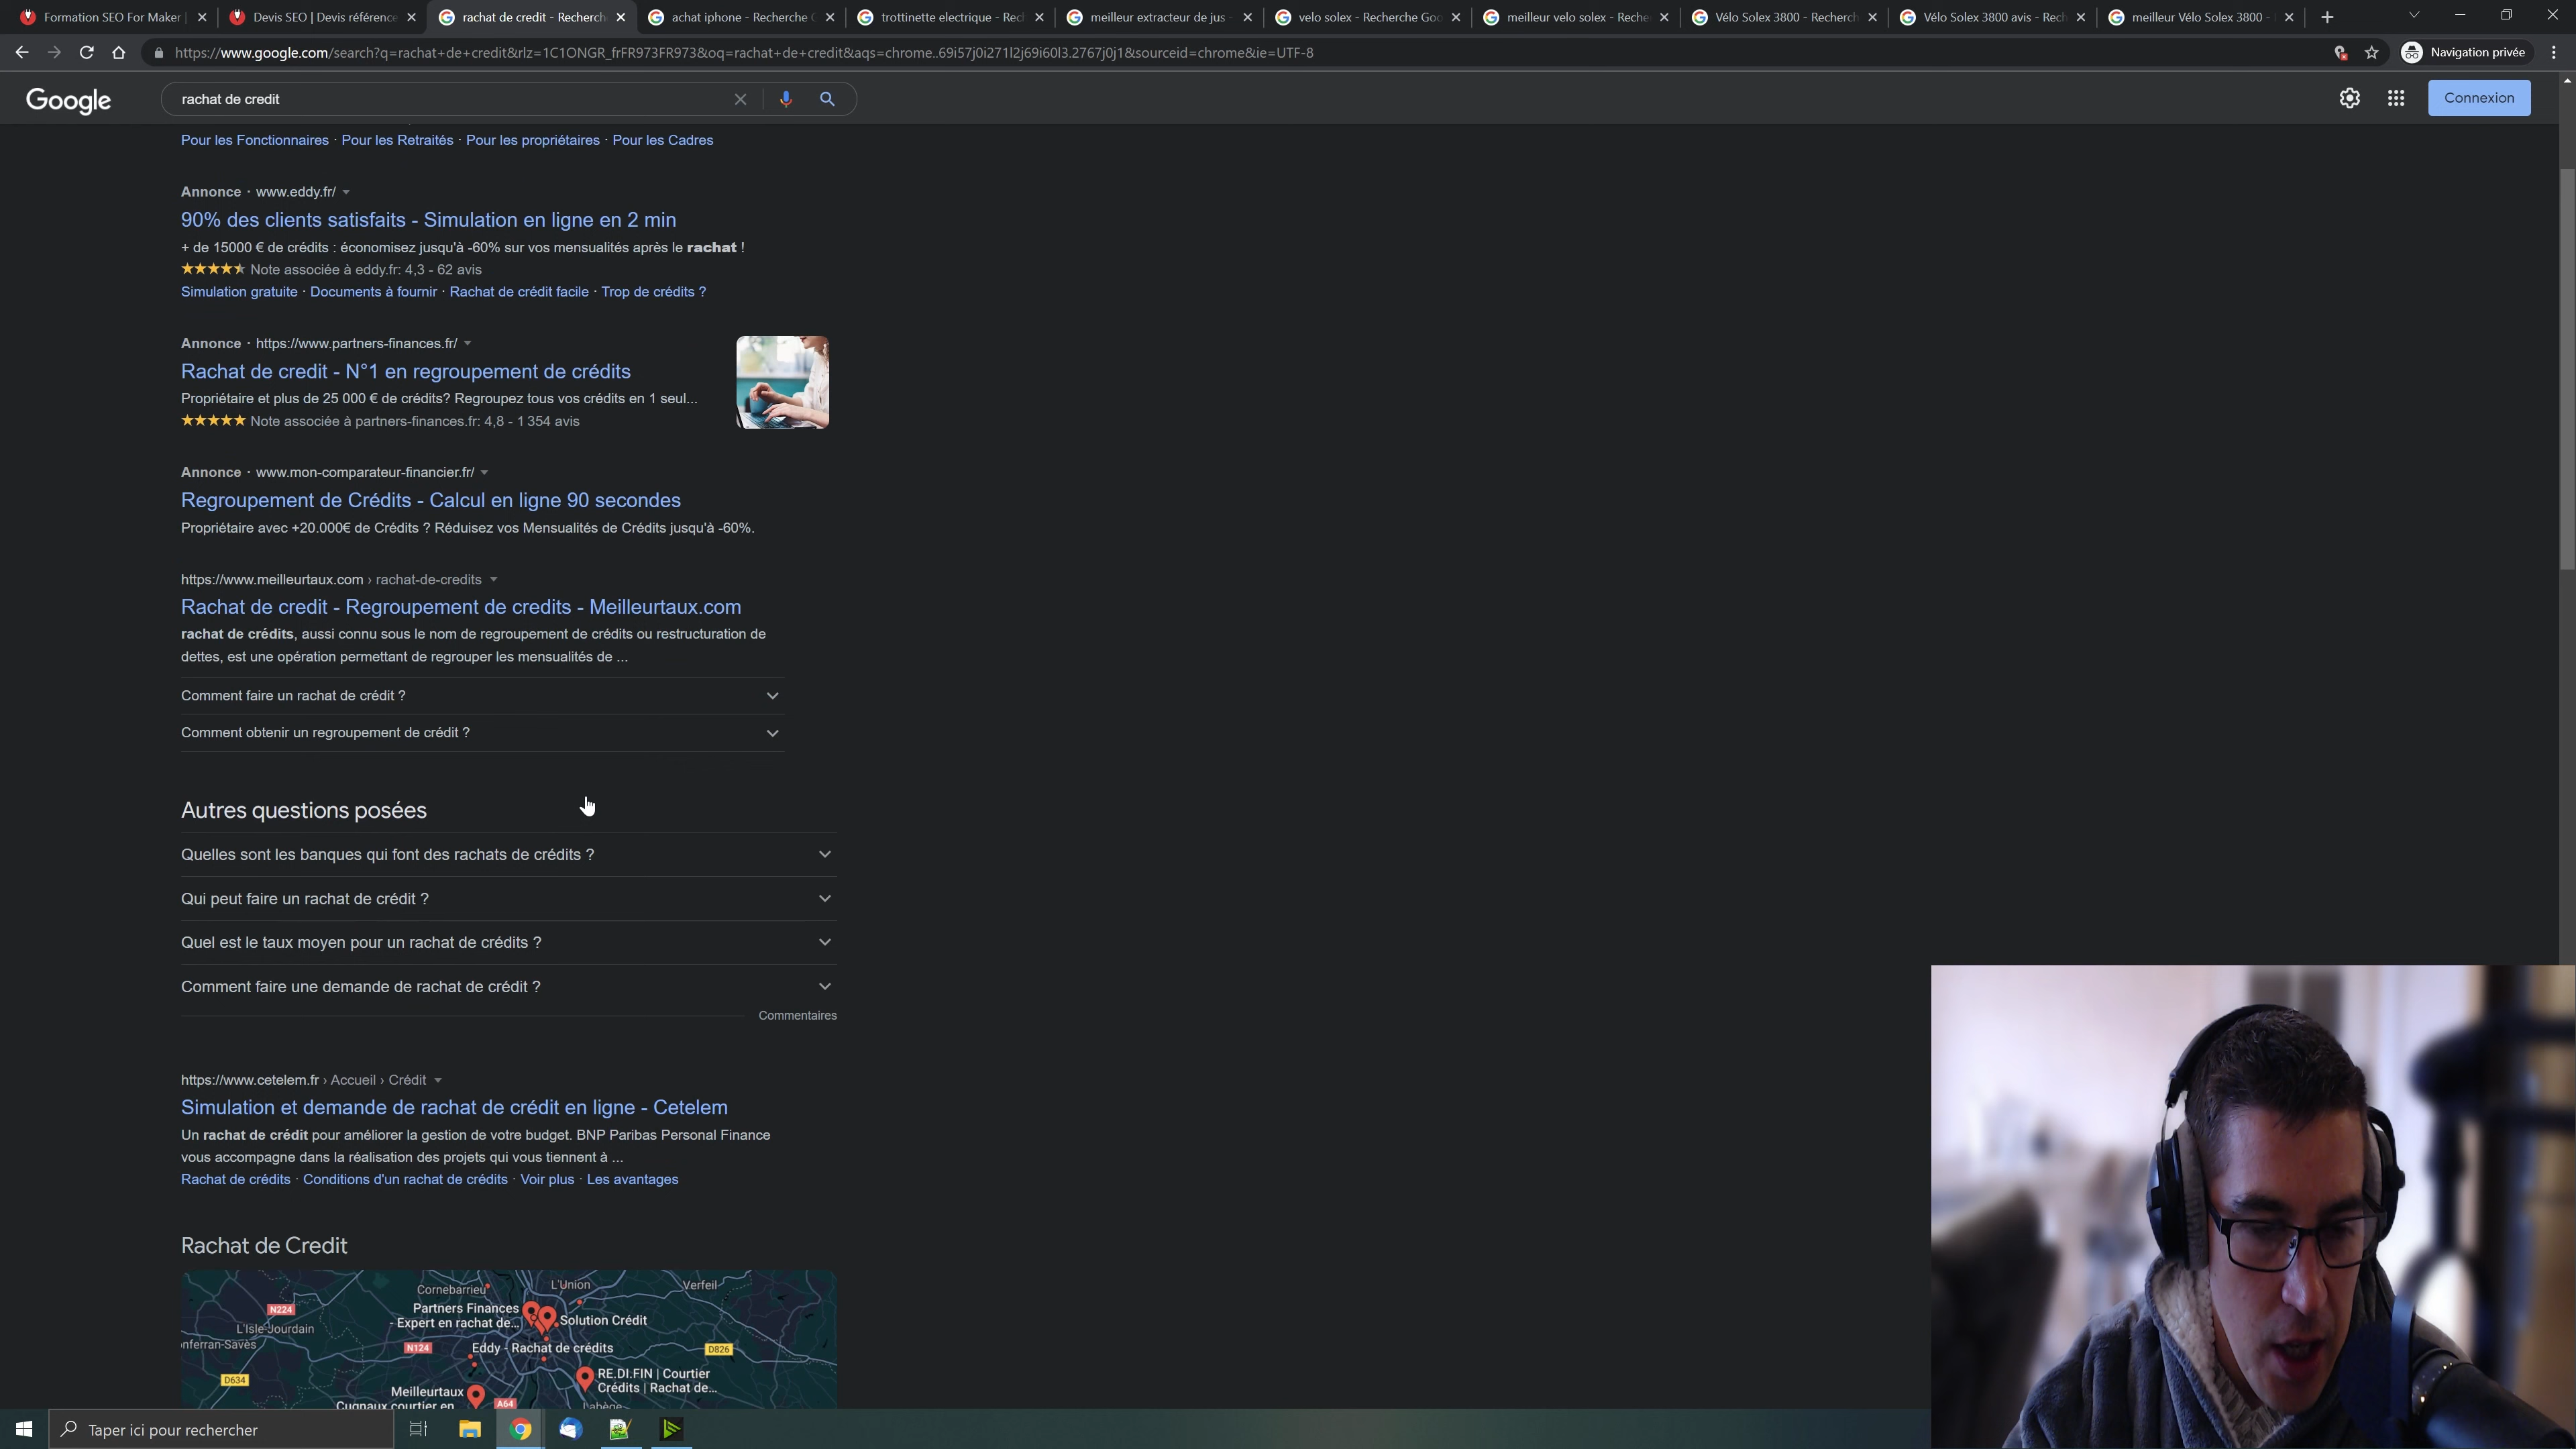 Formation SEO For Maker
Devis SEO | Devis référence
rachat de credit - Recherch
achat iphone - Recherche G
trottinette electrique - Rec
meilleur extracteur de jus -
velo solex - Recherche Goo
meilleur velo solex - Reche
Vélo Solex 3800 - Recherch
Vélo Solex 3800 avis - Rech
meilleur Vélo Solex 3800 -
https://www.google.com/search?q=rachat+de+credit&rlz=1C1ONGR_frFR973FR973&oq=rachat+de+credit&aqs=chrome..69i57j0i271l2j69i60l3.2767j0j1&sourceid=chrome&ie=UTF-8
Navigation privée
Google
rachat de credit
Connexion
Pour les Fonctionnaires · Pour les Retraités · Pour les propriétaires · Pour les Cadres
Annonce · www.eddy.fr/
90% des clients satisfaits - Simulation en ligne en 2 min
+ de 15000 € de crédits : économisez jusqu'à -60% sur vos mensualités après le rachat !
Note associée à eddy.fr: 4,3 - 62 avis
Simulation gratuite · Documents à fournir · Rachat de crédit facile · Trop de crédits ?
Annonce · https://www.partners-finances.fr/
Rachat de credit - N°1 en regroupement de crédits
Propriétaire et plus de 25 000 € de crédits? Regroupez tous vos crédits en 1 seul...
Note associée à partners-finances.fr: 4,8 - 1 354 avis
Annonce · www.mon-comparateur-financier.fr/
Regroupement de Crédits - Calcul en ligne 90 secondes
Propriétaire avec +20.000€ de Crédits ? Réduisez vos Mensualités de Crédits jusqu'à -60%.
https://www.meilleurtaux.com › rachat-de-credits
Rachat de credit - Regroupement de credits - Meilleurtaux.com
rachat de crédits, aussi connu sous le nom de regroupement de crédits ou restructuration de
dettes, est une opération permettant de regrouper les mensualités de ...
Comment faire un rachat de crédit ?
Comment obtenir un regroupement de crédit ?
Autres questions posées
Quelles sont les banques qui font des rachats de crédits ?
Qui peut faire un rachat de crédit ?
Quel est le taux moyen pour un rachat de crédits ?
Comment faire une demande de rachat de crédit ?
Commentaires
https://www.cetelem.fr › Accueil › Crédit
Simulation et demande de rachat de crédit en ligne - Cetelem
Un rachat de crédit pour améliorer la gestion de votre budget. BNP Paribas Personal Finance
vous accompagne dans la réalisation des projets qui vous tiennent à ...
Rachat de crédits · Conditions d'un rachat de crédits · Voir plus · Les avantages
Rachat de Credit
Cornebarrieu
L'Union
Verfeil
N224
Partners Finances
- Expert en rachat de...
Solution Crédit
L'Isle-Jourdain
nferran-Savès
N124
Eddy - Rachat de crédits
D826
D634
RE.DI.FIN | Courtier
Crédits | Rachat de...
Meilleurtaux
Cugnaux courtier en
A64
Labège
Taper ici pour rechercher